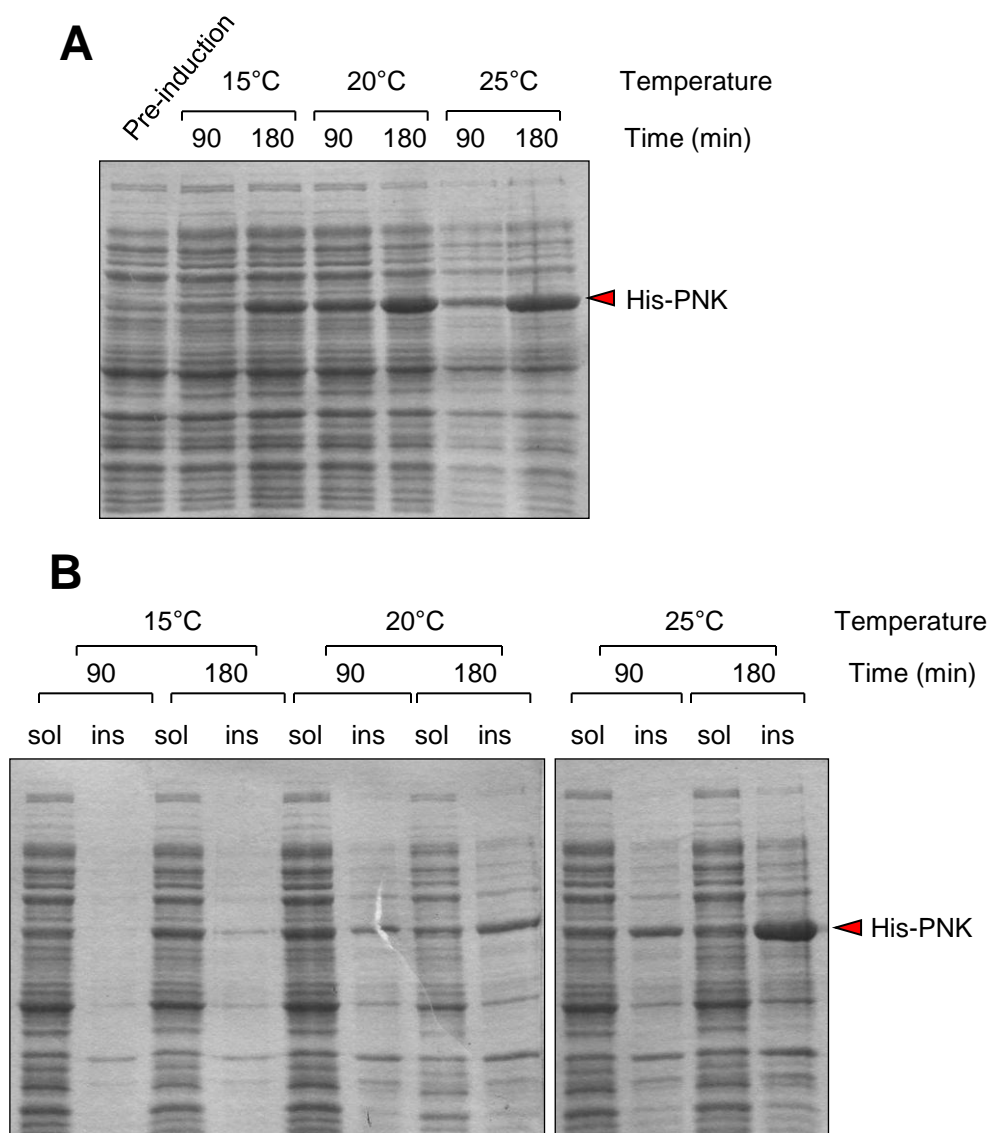 A
Pre-induction
15°C 20°C 25°C Temperature
90 180 90 180 90 180 Time (min)
His-PNK
B
15°C 20°C 25°C Temperature
90 180 90 180 90 180 Time (min)
sol ins sol ins sol ins sol ins sol ins sol ins
His-PNK